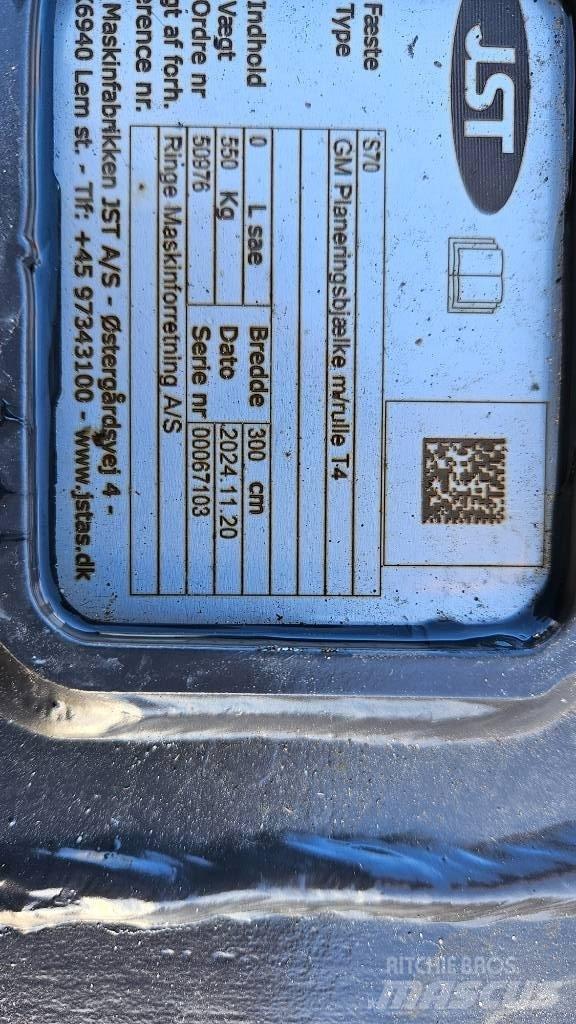 JST
Fæste S70
Type GM Planeringsbjælke m/rulle T4
Indhold 0 L sae Bredde 300 cm
Vægt 550 Kg Dato 2024.11.20
Ordre nr 50976 Serie nr 00067103
gt af forh. Ringe Maskinforretning A/S
erence nr.
Maskinfabrikken JST A/S - Østergårdsvej 4 -
6940 Lem st. - Tlf: +45 97343100 - www.jstas.dk
RITCHIE BROS.
MASCUS